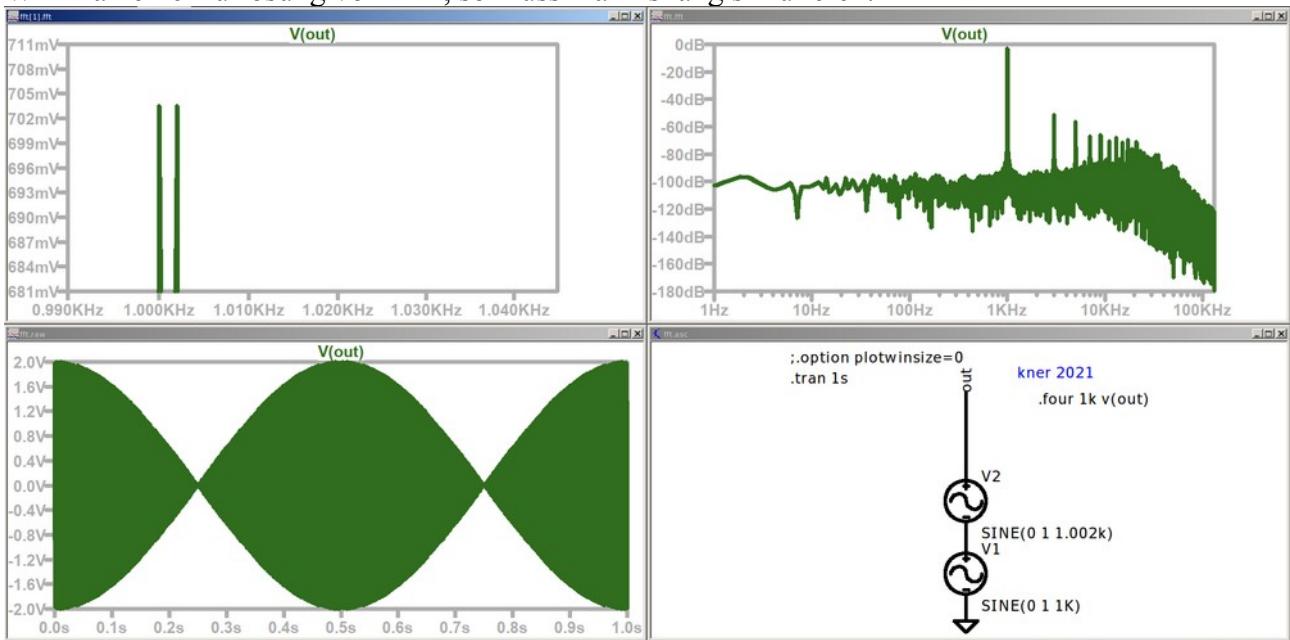 fft[1].fft
V(out)
711mV
708mV
705mV
702mV
699mV
696mV
693mV
690mV
687mV
684mV
681mV
0.990KHz 1.000KHz 1.010KHz 1.020KHz 1.030KHz 1.040KHz
fft.fft
V(out)
0dB
-20dB
-40dB
-60dB
-80dB
-100dB
-120dB
-140dB
-160dB
-180dB
1Hz 10Hz 100Hz 1KHz 10KHz 100KHz
fft.raw
V(out)
2.0V
1.6V
1.2V
0.8V
0.4V
0.0V
-0.4V
-0.8V
-1.2V
-1.6V
-2.0V
0.0s 0.1s 0.2s 0.3s 0.4s 0.5s 0.6s 0.7s 0.8s 0.9s 1.0s
fft.asc
;.option plotwinsize=0
.tran 1s
out
kner 2021
.four 1k v(out)
V2
SINE(0 1 1.002k)
V1
SINE(0 1 1K)